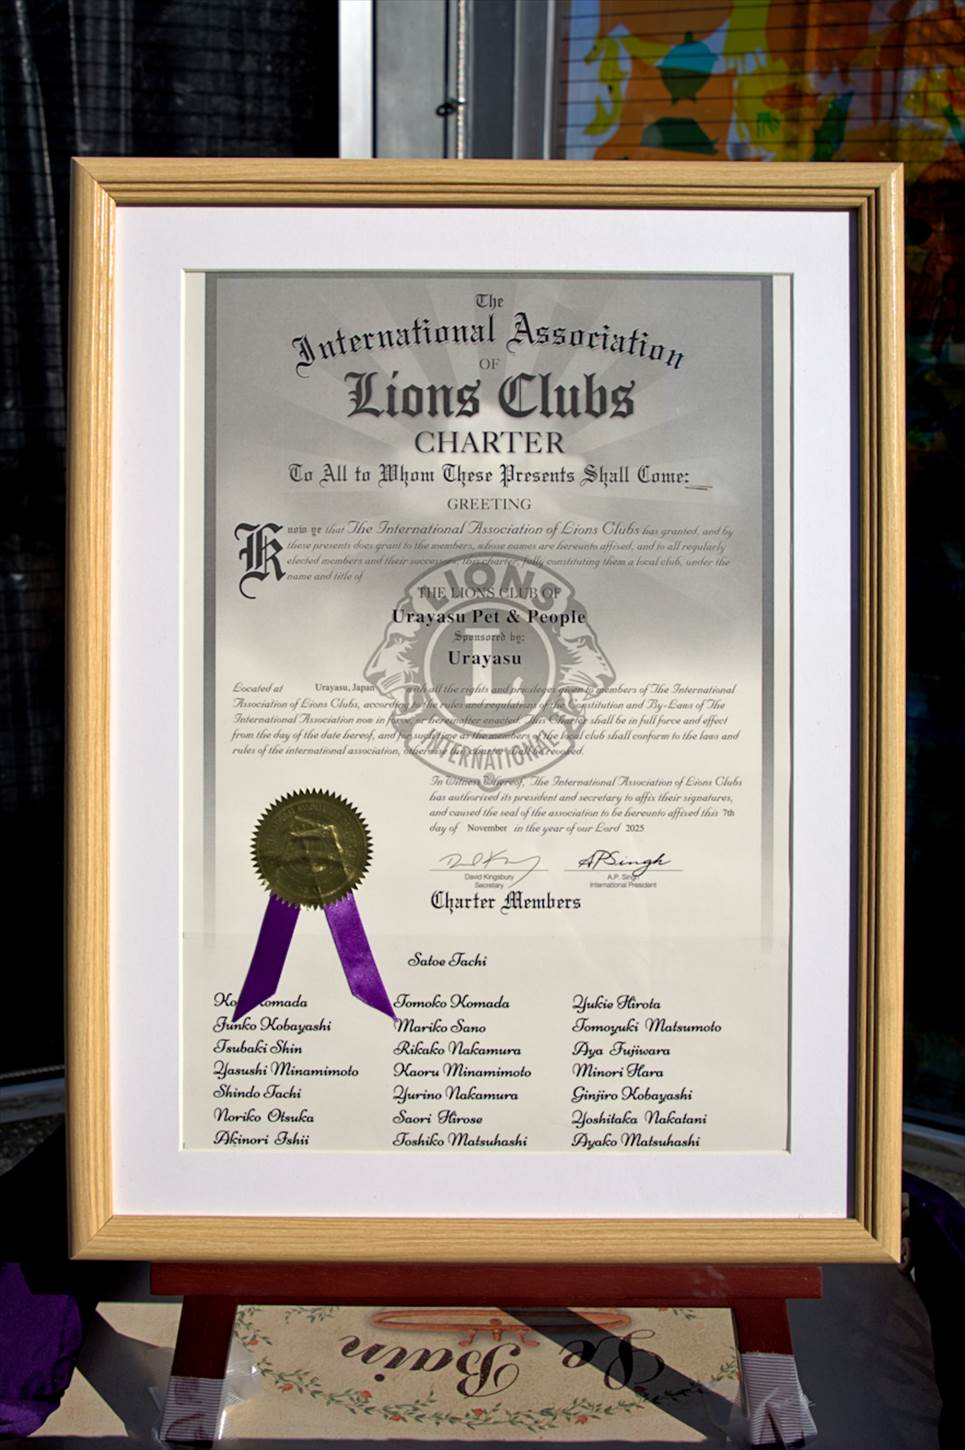 The
International Association
OF
Lions Clubs
CHARTER
To All to Whom These Presents Shall Come:
GREETING
Know ye that The International Association of Lions Clubs has granted, and by
these presents does grant to the members, whose names are hereunto affixed, and to all regularly
elected members and their successors, this charter, fully constituting them a local club, under the
name and title of
THE LIONS CLUB OF
Urayasu Pet & People
Sponsored by:
Urayasu
Located at Urayasu, Japan with all the rights and privileges given to members of The International
Association of Lions Clubs, according to the rules and regulations of the Constitution and By-Laws of The
International Association now in force, or hereinafter enacted. This Charter shall be in full force and effect
from the day of the date hereof, and for such time as the members of the local club shall conform to the laws and
rules of the international association, otherwise this charter shall be revoked.
LIONS
L
INTERNATIONAL
In Witness Whereof, The International Association of Lions Clubs
has authorized its president and secretary to affix their signatures,
and caused the seal of the association to be hereunto affixed this 7th
day of November in the year of our Lord 2025
APSingh
David Kingsbury
Secretary
A.P. Singh
International President
Charter Members
Satoe Tachi
Komada Tomoko Komada Yukie Hirota
Junko Kobayashi Mariko Sano Tomoyuki Matsumoto
Tsubaki Shin Rikako Nakamura Aya Fujiwara
Yasushi Minamimoto Kaoru Minamimoto Minori Hara
Shindo Tachi Yurino Nakamura Ginjiro Kobayashi
Noriko Otsuka Saori Hirose Yoshitaka Nakatani
Akinori Ishii Toshiko Matsuhashi Ayako Matsuhashi
Le Bain